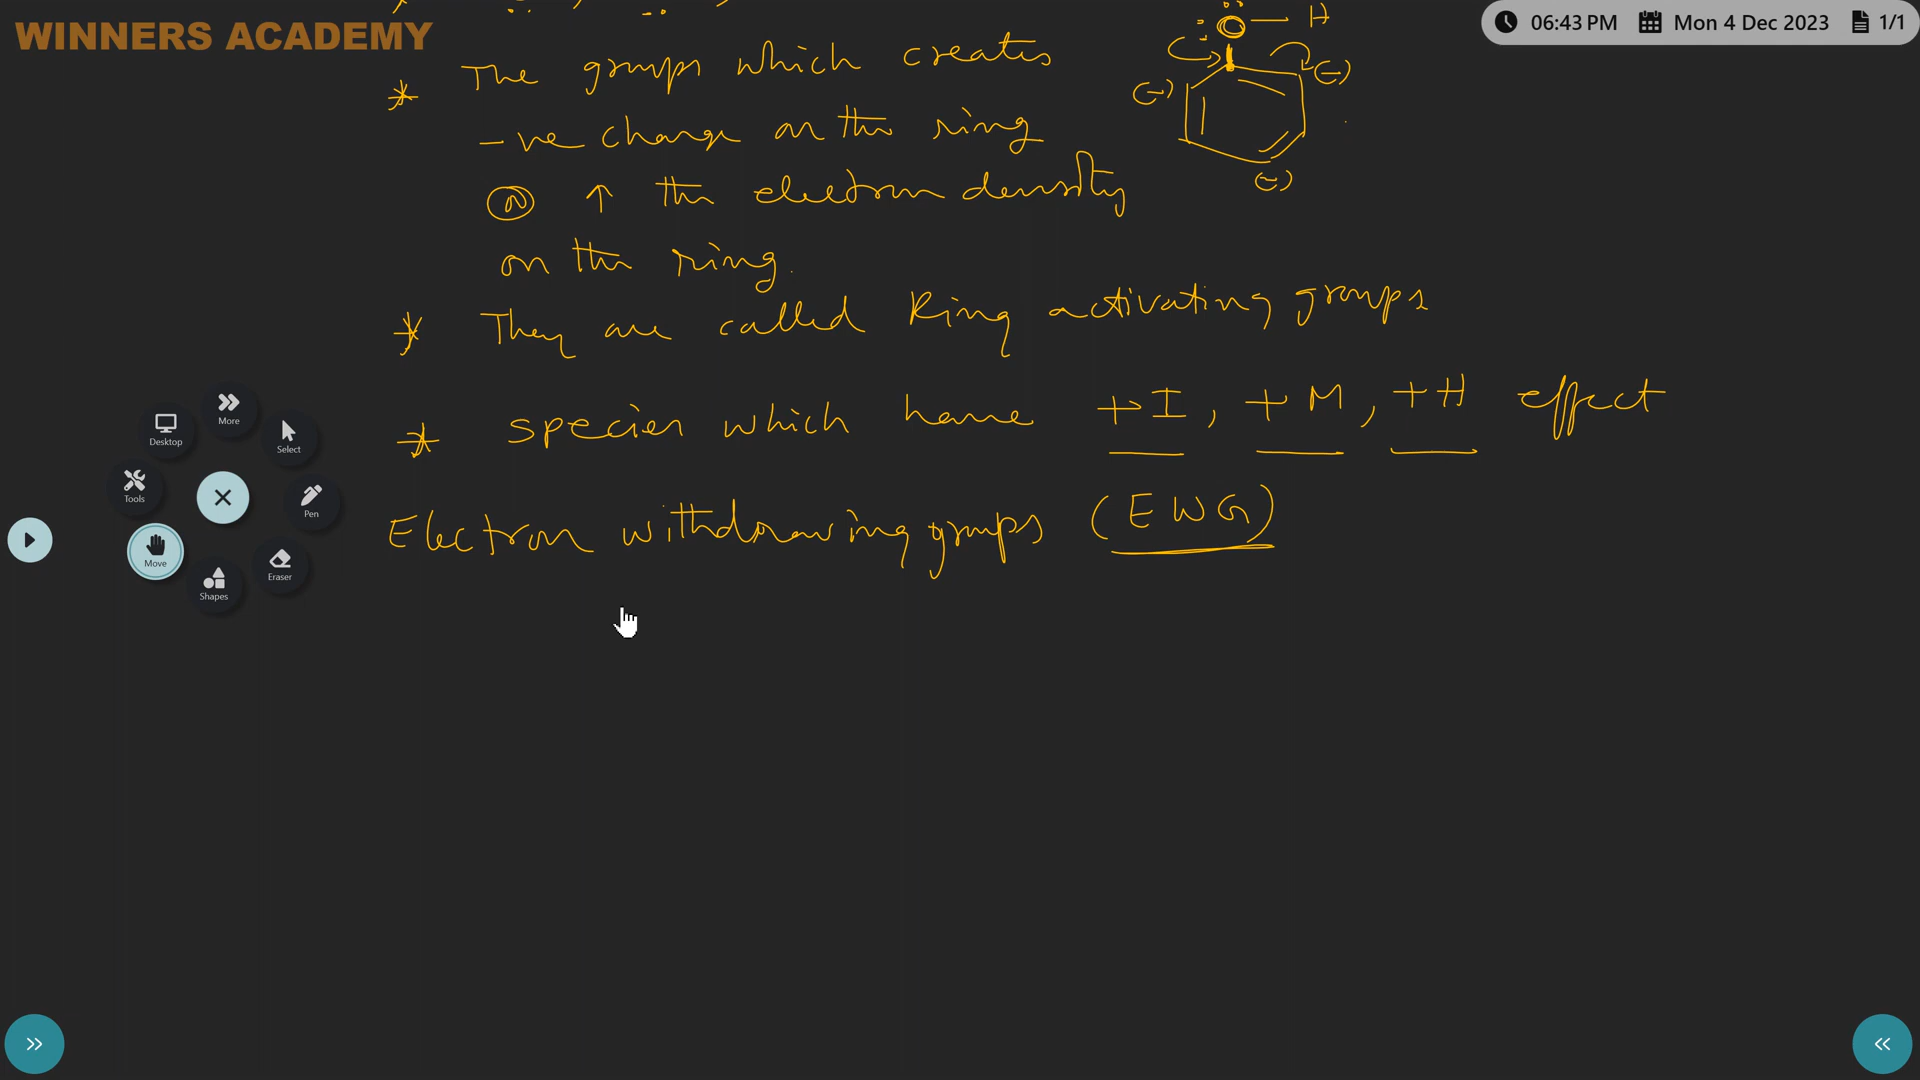 WINNERS ACADEMY
06:43 PM Mon 4 Dec 2023 1/1
O — H
* The groups which creates
-ve charge on the ring
(-) (-)
(or) ↑ the electron density
(-)
on the ring.
* They are called Ring activating groups
* species which have +I, +M, +H effect
Electron withdrawing groups (EWG)
More
Desktop
Select
Tools
Pen
Move
Eraser
Shapes